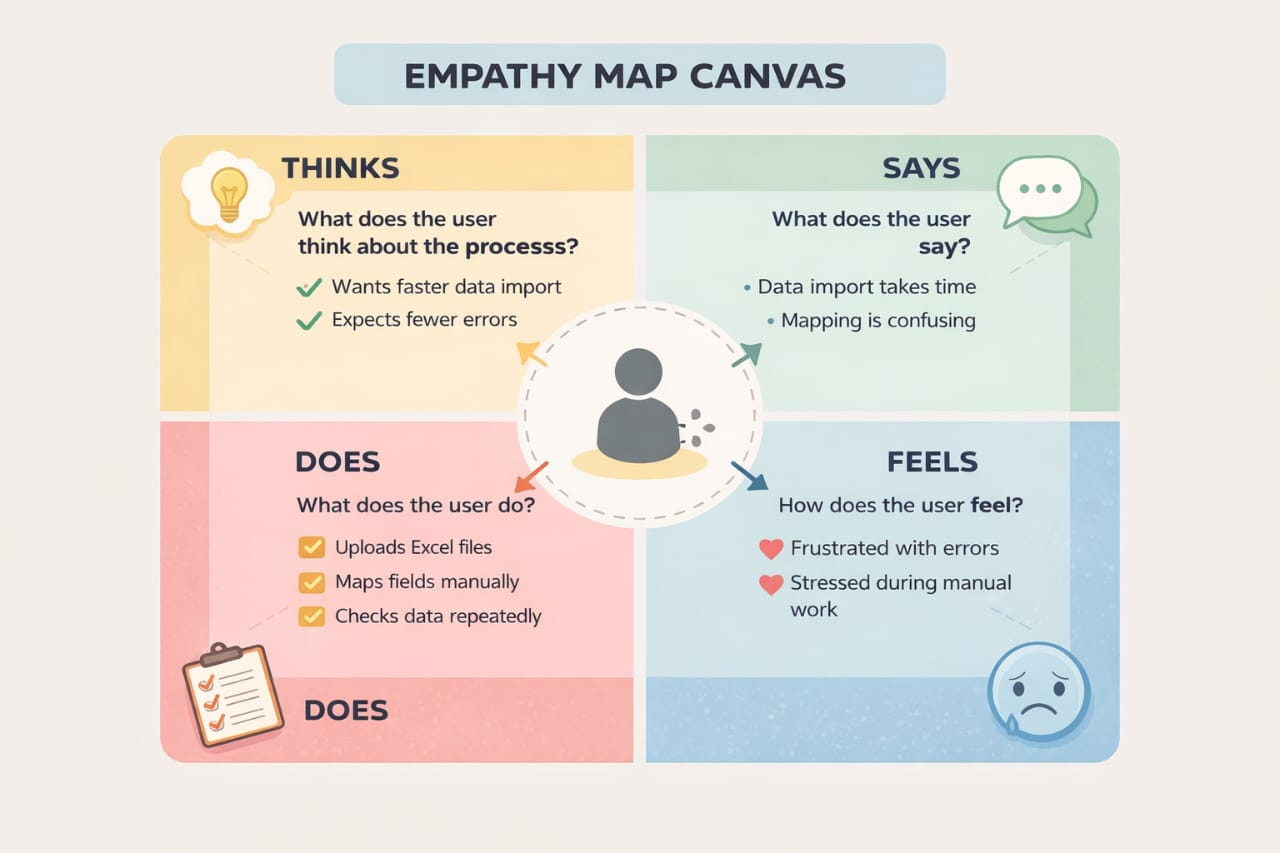 EMPATHY MAP CANVAS
THINKS
What does the user
think about the processs?
Wants faster data import
Expects fewer errors
SAYS
What does the user
say?
• Data import takes time
• Mapping is confusing
DOES
What does the user do?
Uploads Excel files
Maps fields manually
Checks data repeatedly
DOES
FEELS
How does the user feel?
Frustrated with errors
Stressed during manual
work